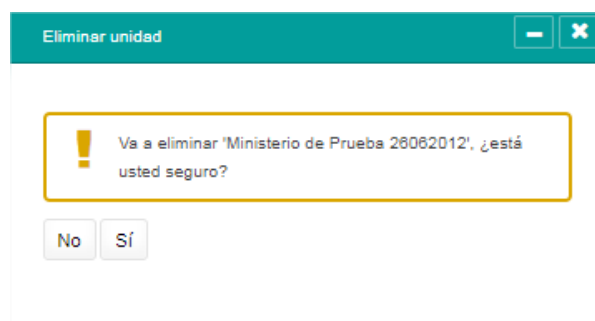 Eliminar unidad
Va a eliminar 'Ministerio de Prueba 26062012', ¿está
usted seguro?
No Sí